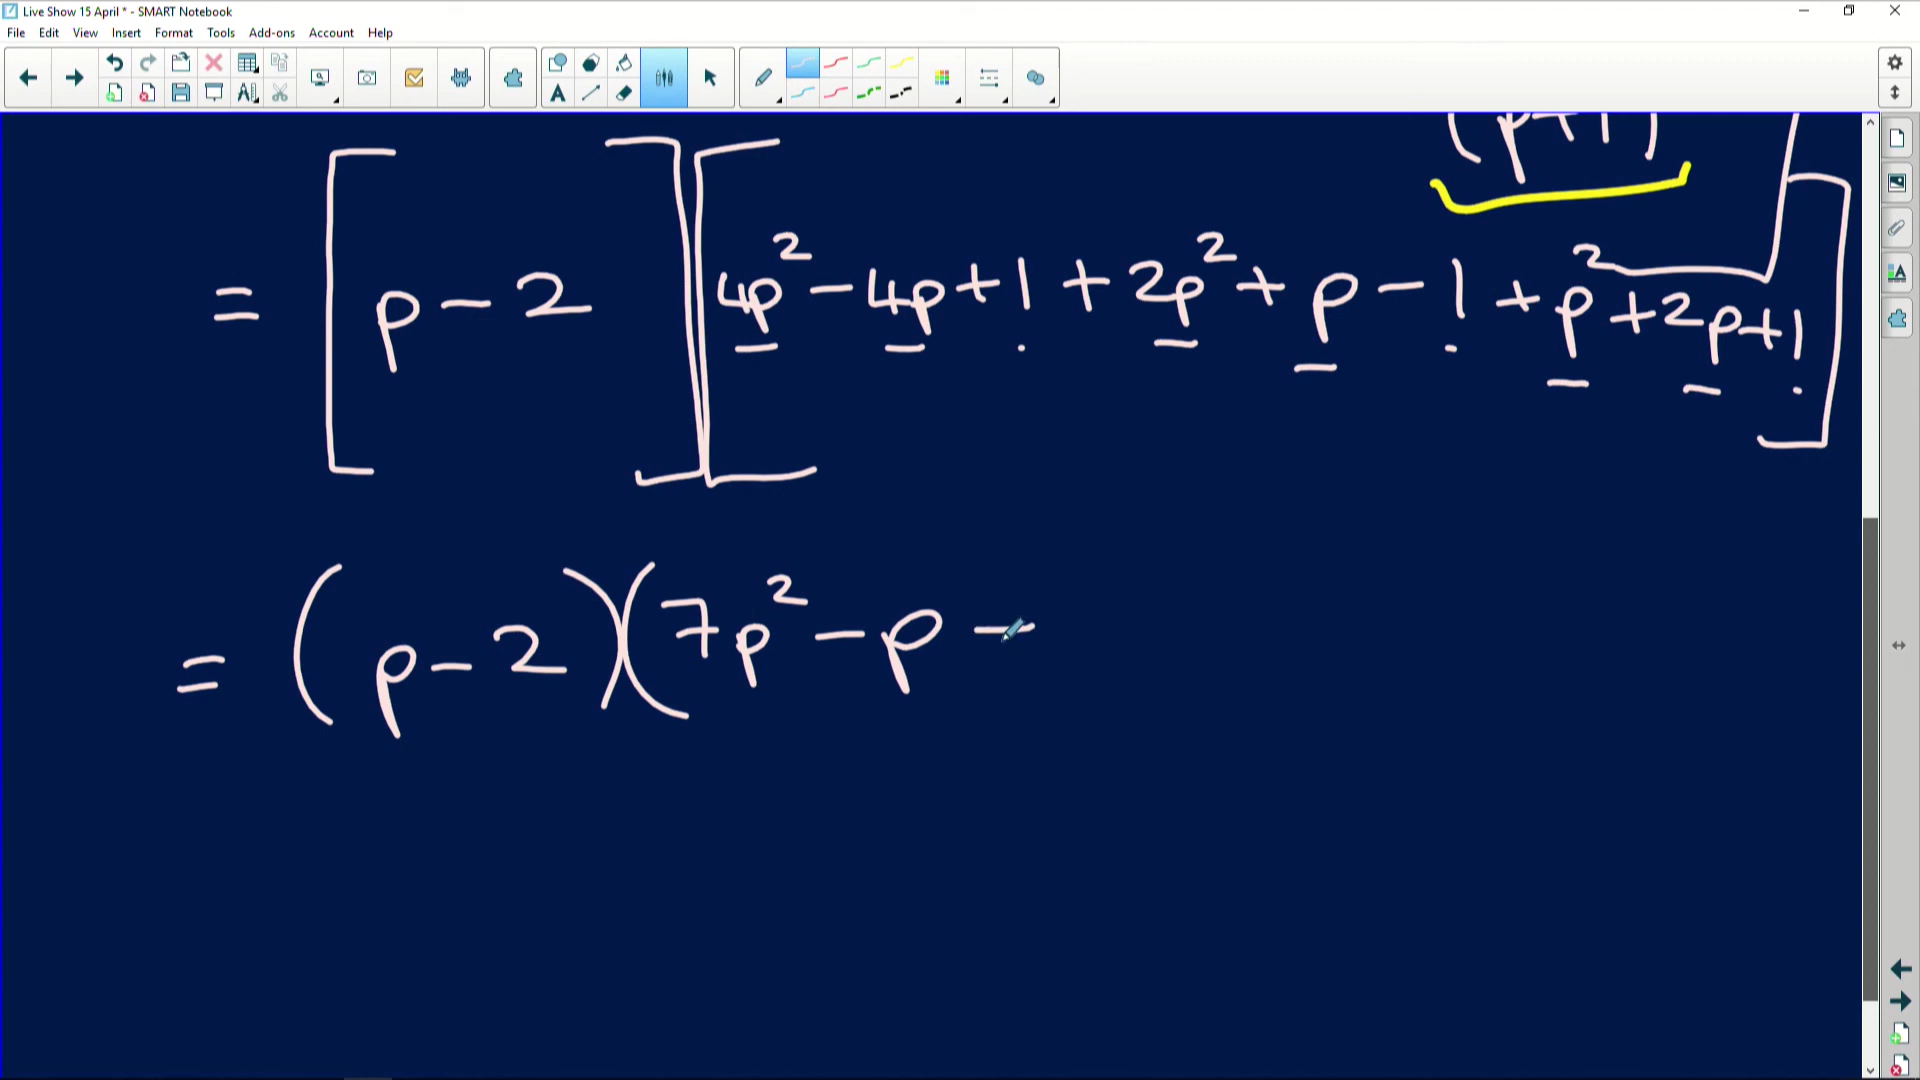 Live Show 15 April * - SMART Notebook
File Edit View Insert Format Tools Add-ons Account Help
(p+1)
= [p-2][4p²-4p+1+2p²+p-1+p²+2p+1]
= (p-2)(7p²-p-